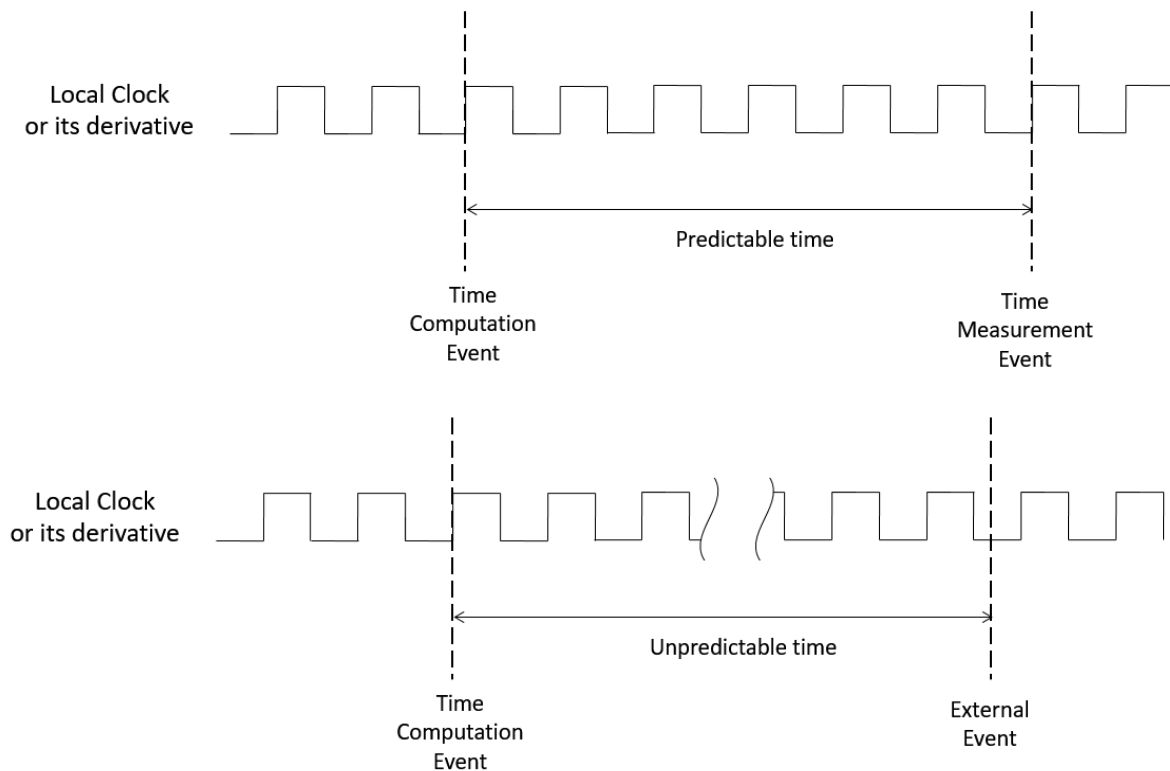 Local Clock
or its derivative
Predictable time
Time
Computation
Event
Time
Measurement
Event
Local Clock
or its derivative
Unpredictable time
Time
Computation
Event
External
Event